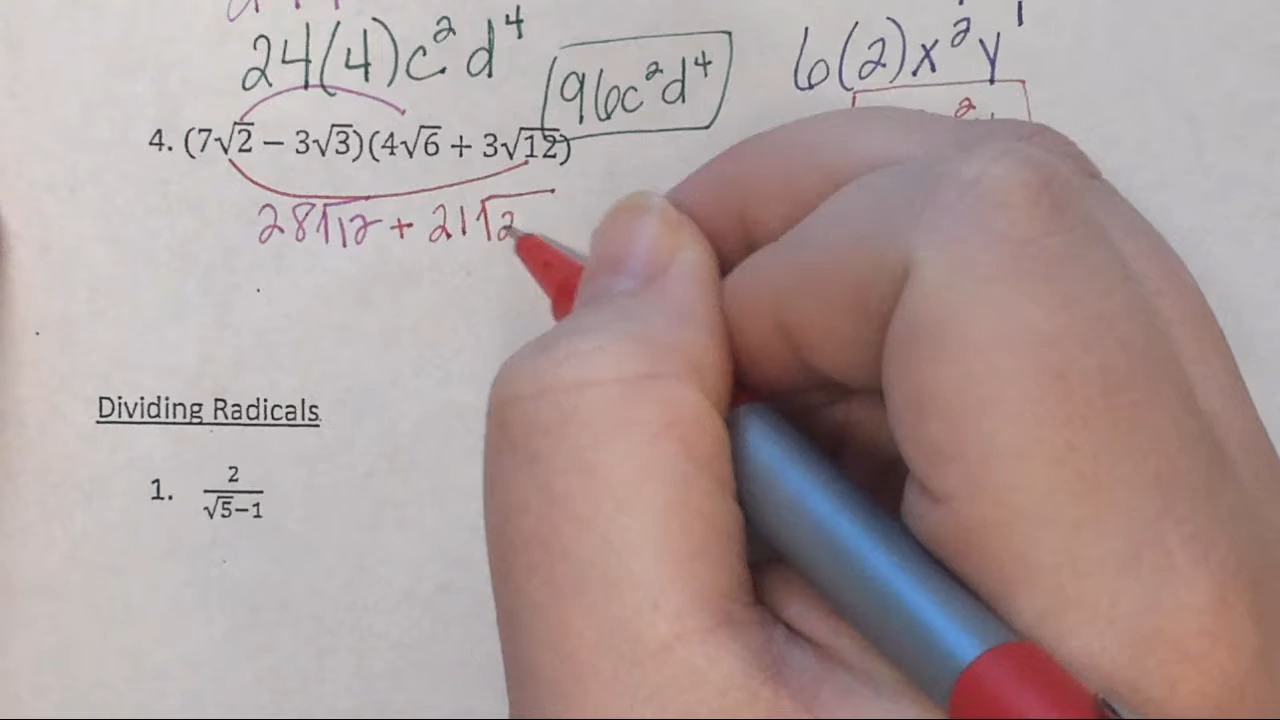 24(4)c²d⁴
96c²d⁴
6(2)x²y¹
2
4. (7√2 − 3√3)(4√6 + 3√12)
28√12 + 21√2
Dividing Radicals
1. 2/(√5−1)